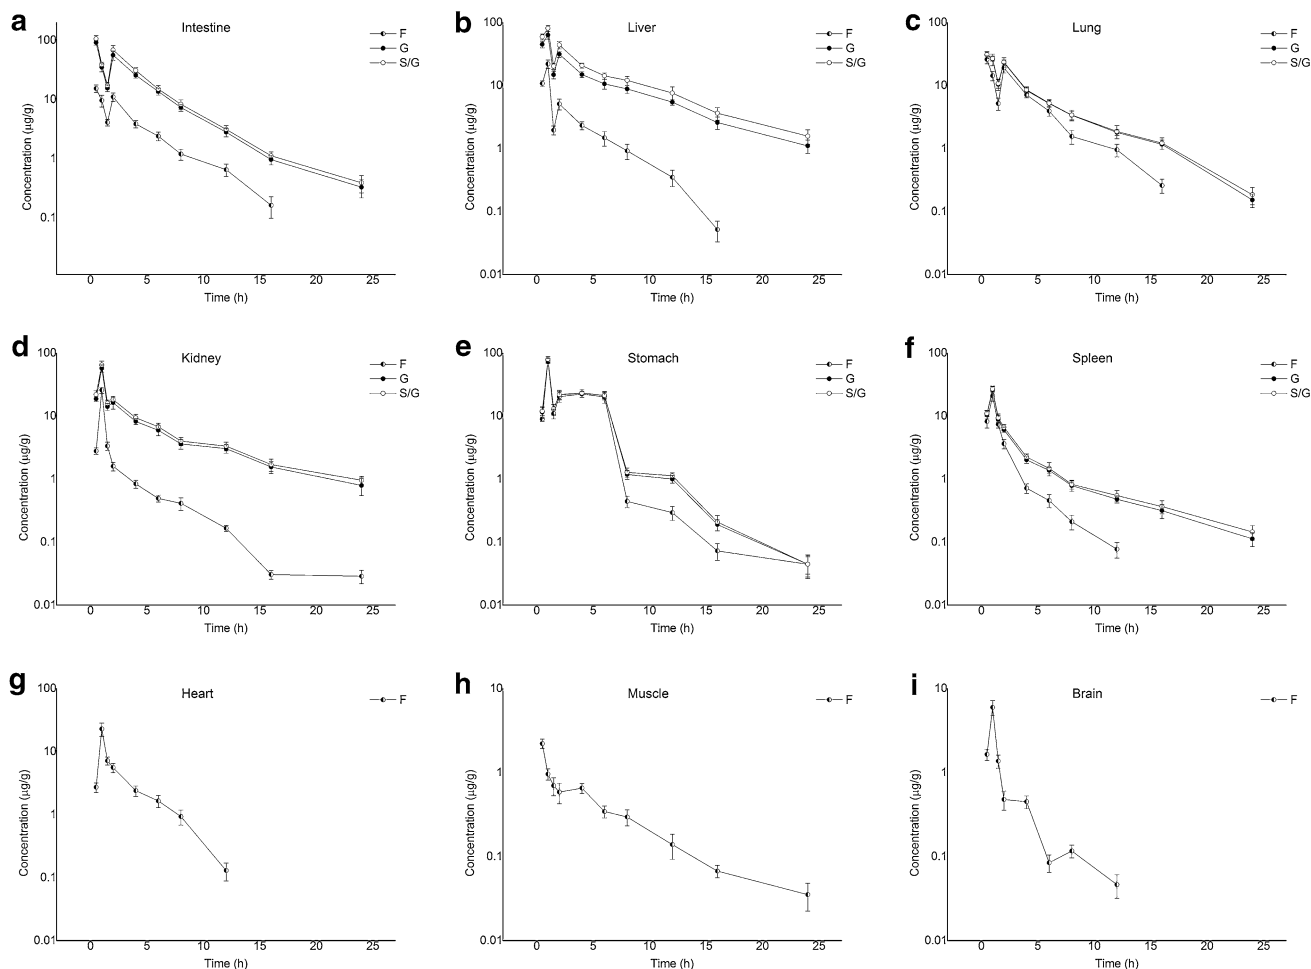 a
Intestine
F
G
S/G
100
10
1
0.1
Concentration (µg/g)
0 5 10 15 20 25
Time (h)
b
Liver
F
G
S/G
100
10
1
0.1
0.01
Concentration (µg/g)
0 5 10 15 20 25
Time (h)
c
Lung
F
G
S/G
100
10
1
0.1
0.01
Concentration (µg/g)
0 5 10 15 20 25
Time (h)
d
Kidney
F
G
S/G
100
10
1
0.1
0.01
Concentration (µg/g)
0 5 10 15 20 25
Time (h)
e
Stomach
F
G
S/G
100
10
1
0.1
0.01
Concentration (µg/g)
0 5 10 15 20 25
Time (h)
f
Spleen
F
G
S/G
100
10
1
0.1
0.01
Concentration (µg/g)
0 5 10 15 20 25
Time (h)
g
Heart
F
100
10
1
0.1
0.01
Concentration (µg/g)
0 5 10 15 20 25
Time (h)
h
Muscle
F
10
1
0.1
0.01
Concentration (µg/g)
0 5 10 15 20 25
Time (h)
i
Brain
F
10
1
0.1
0.01
Concentration (µg/g)
0 5 10 15 20 25
Time (h)